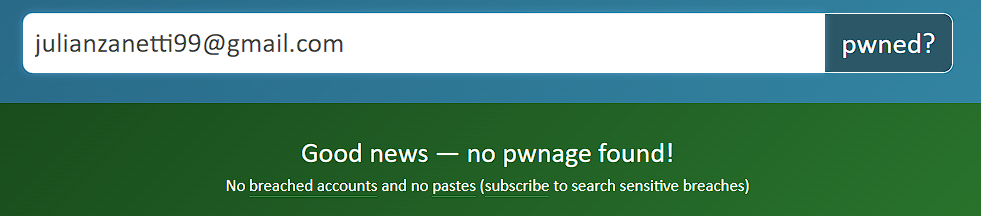 julianzanetti99@gmail.com pwned?
Good news — no pwnage found!
No breached accounts and no pastes (subscribe to search sensitive breaches)